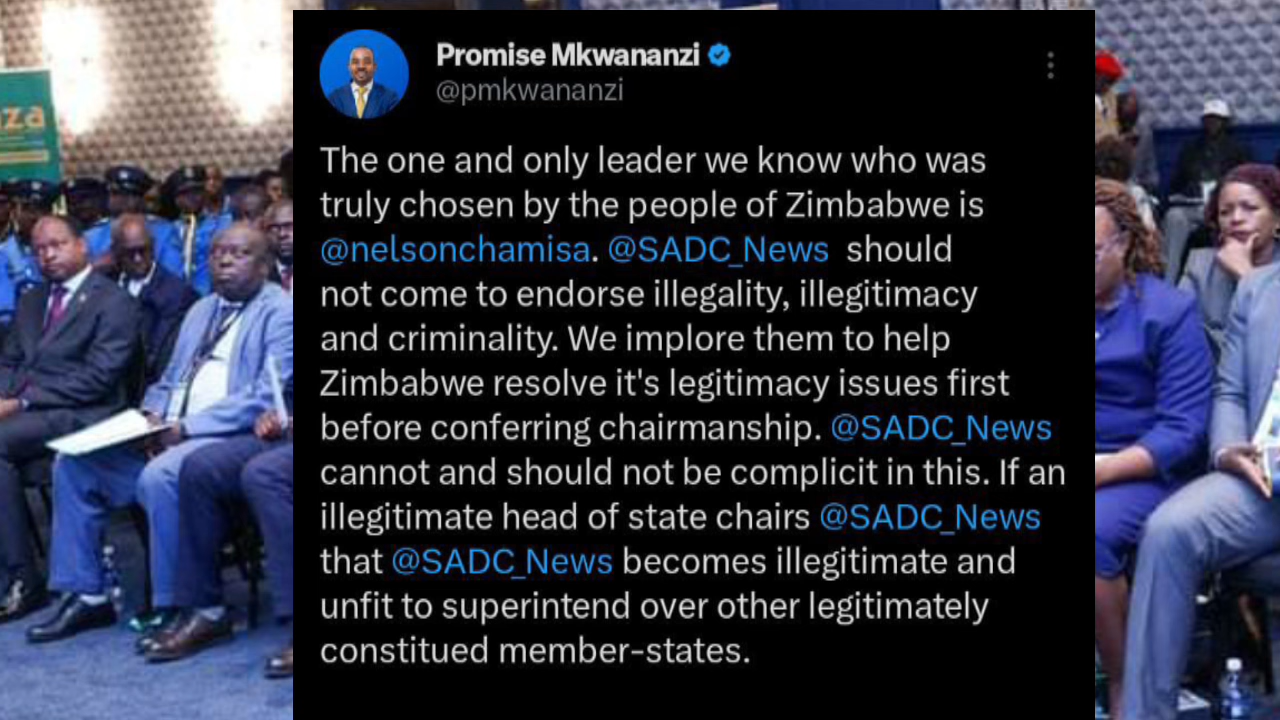 za
Promise Mkwananzi
@pmkwananzi
The one and only leader we know who was
truly chosen by the people of Zimbabwe is
@nelsonchamisa. @SADC_News should
not come to endorse illegality, illegitimacy
and criminality. We implore them to help
Zimbabwe resolve it's legitimacy issues first
before conferring chairmanship. @SADC_News
cannot and should not be complicit in this. If an
illegitimate head of state chairs @SADC_News
that @SADC_News becomes illegitimate and
unfit to superintend over other legitimately
constitued member-states.